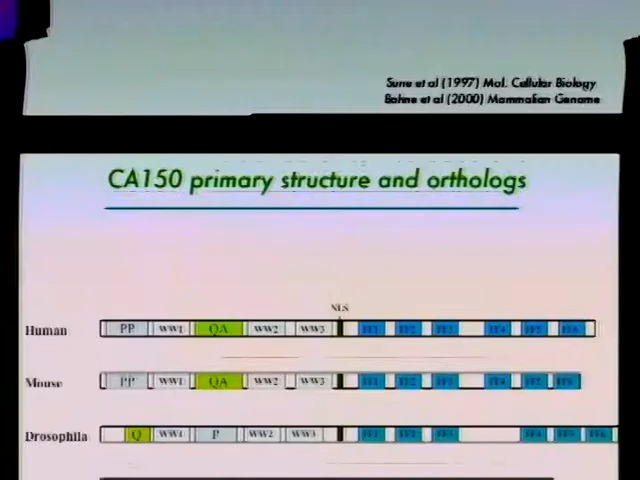 Sune et al (1997) Mol. Cellular Biology
Bohne et al (2000) Mammalian Genome
CA150 primary structure and orthologs
NLS
Human PP WW1 QA WW2 WW3 FF1 FF2 FF3 FF4 FF5 FF6
Mouse PP WW1 QA WW2 WW3 FF1 FF2 FF3 FF4 FF5 FF6
Drosophila Q WW1 P WW2 WW3 FF1 FF2 FF3 FF4 FF5 FF6